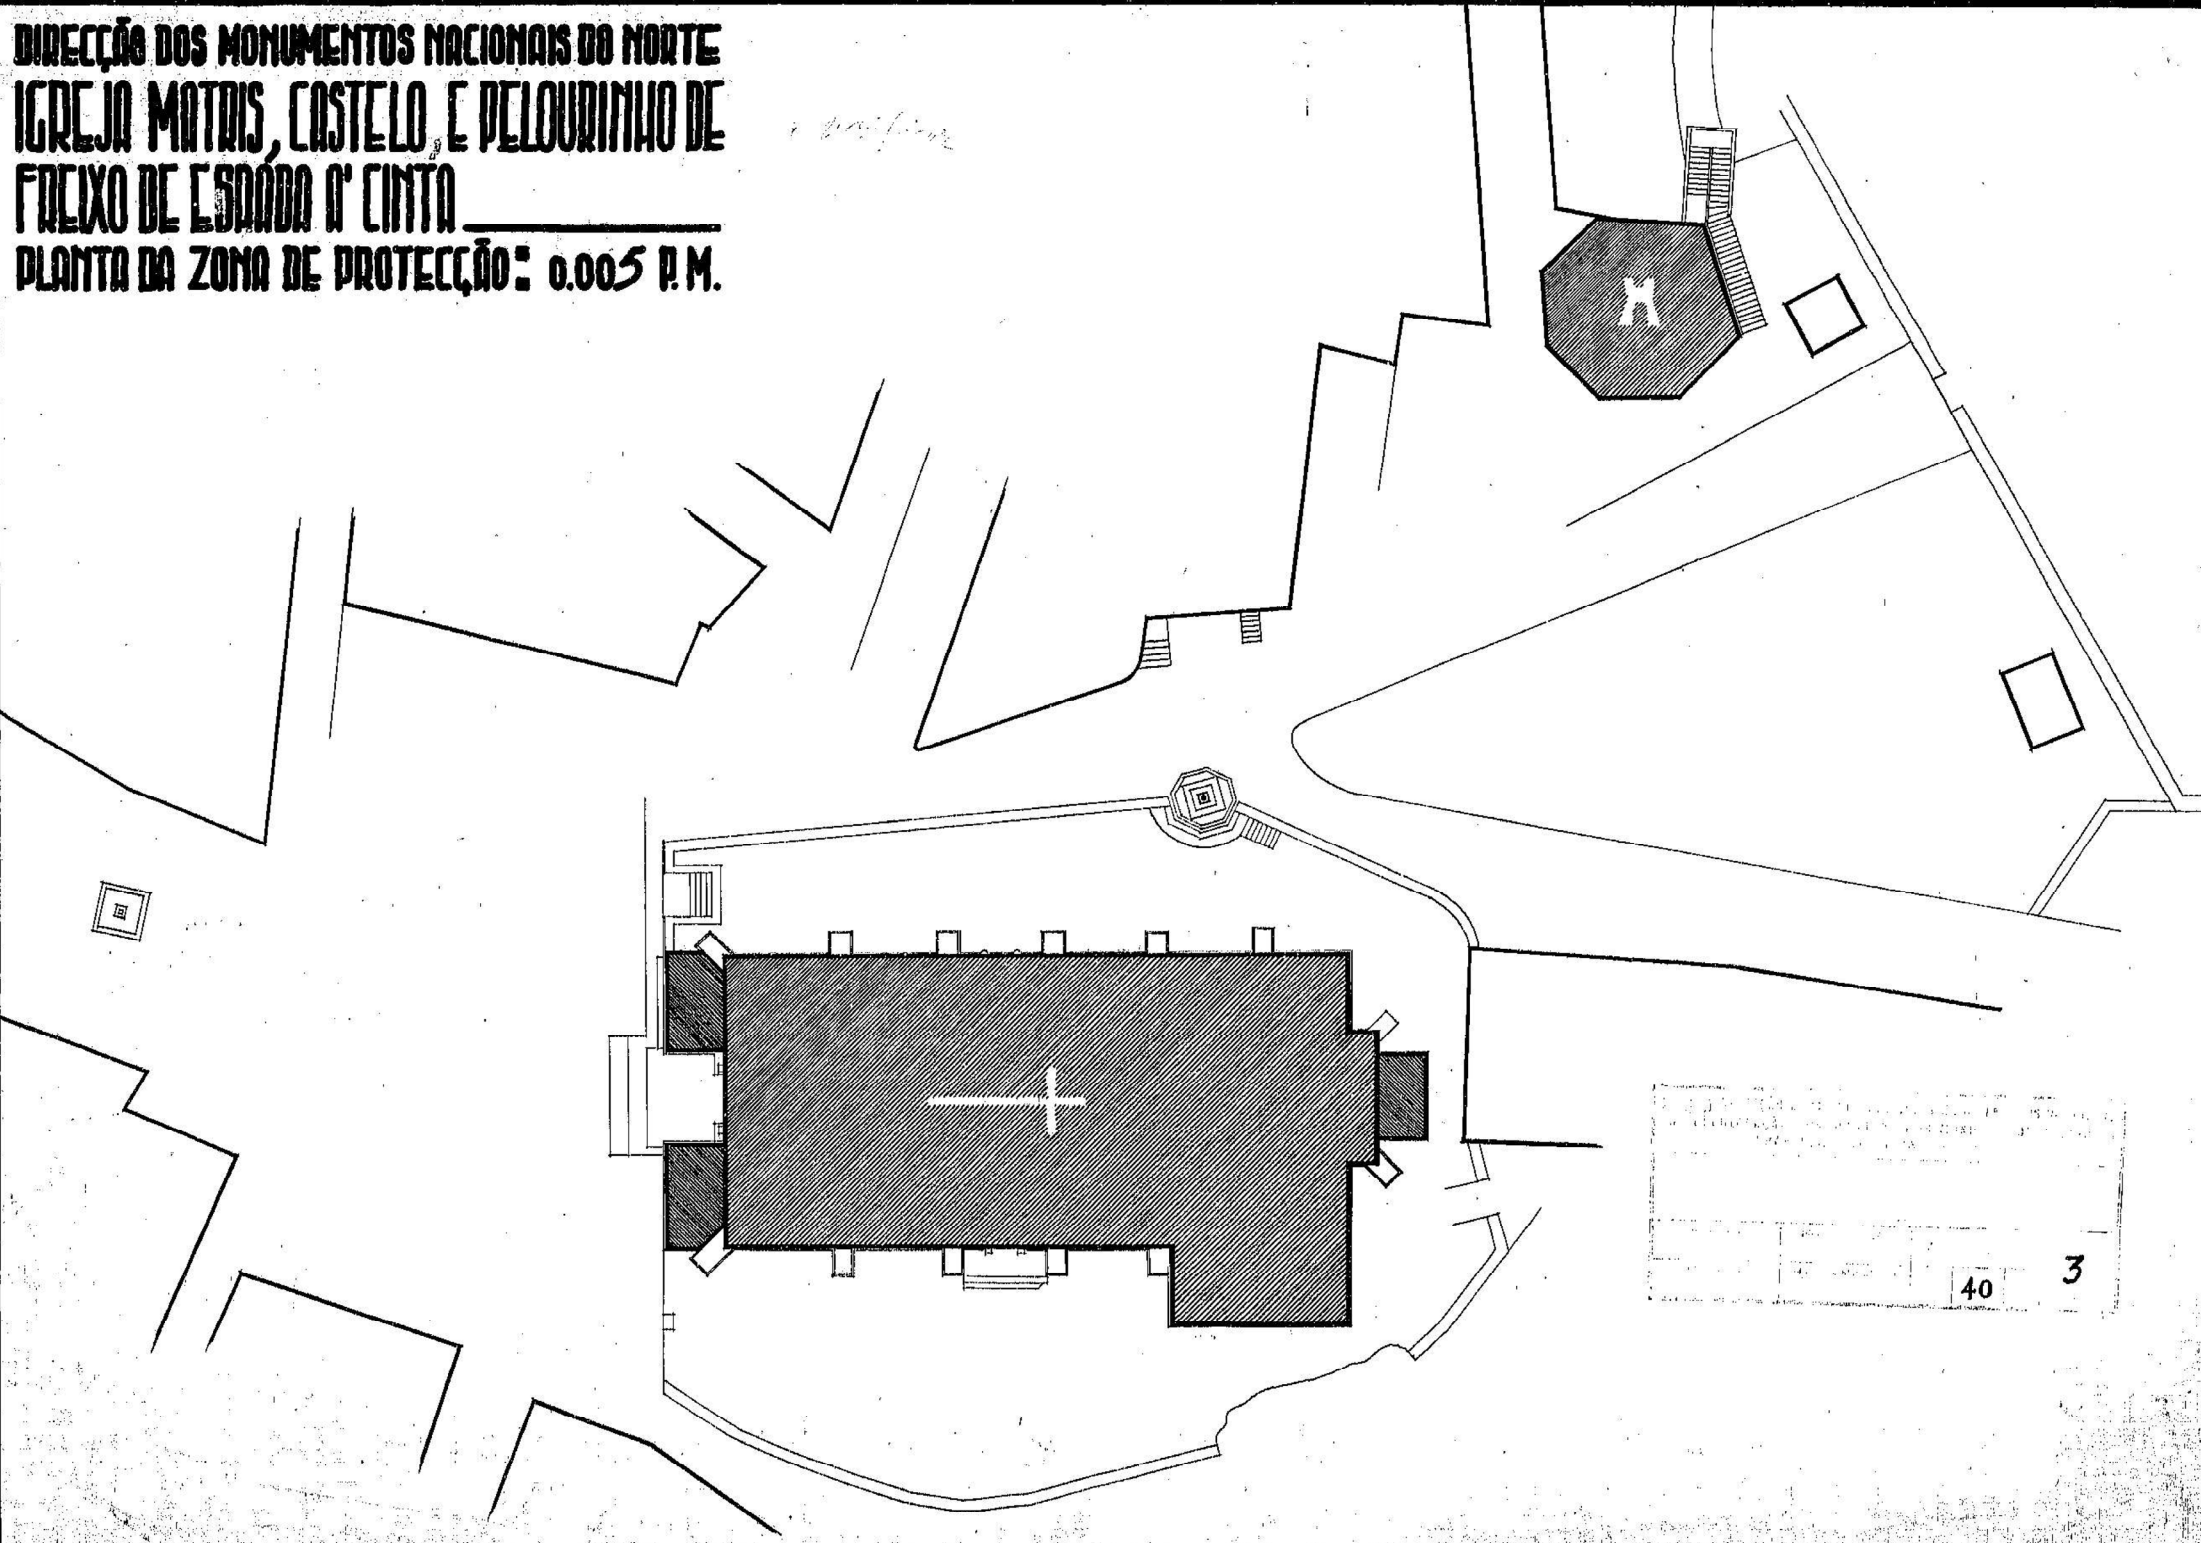 DIRECÇÃO DOS MONUMENTOS NACIONAIS DO NORTE
IGREJA MATRIS, CASTELO, E PELOURINHO DE
FREIXO DE ESPADA A' CINTA
PLANTA DA ZONA DE PROTECÇÃO: 0.005 P.M.
3
40